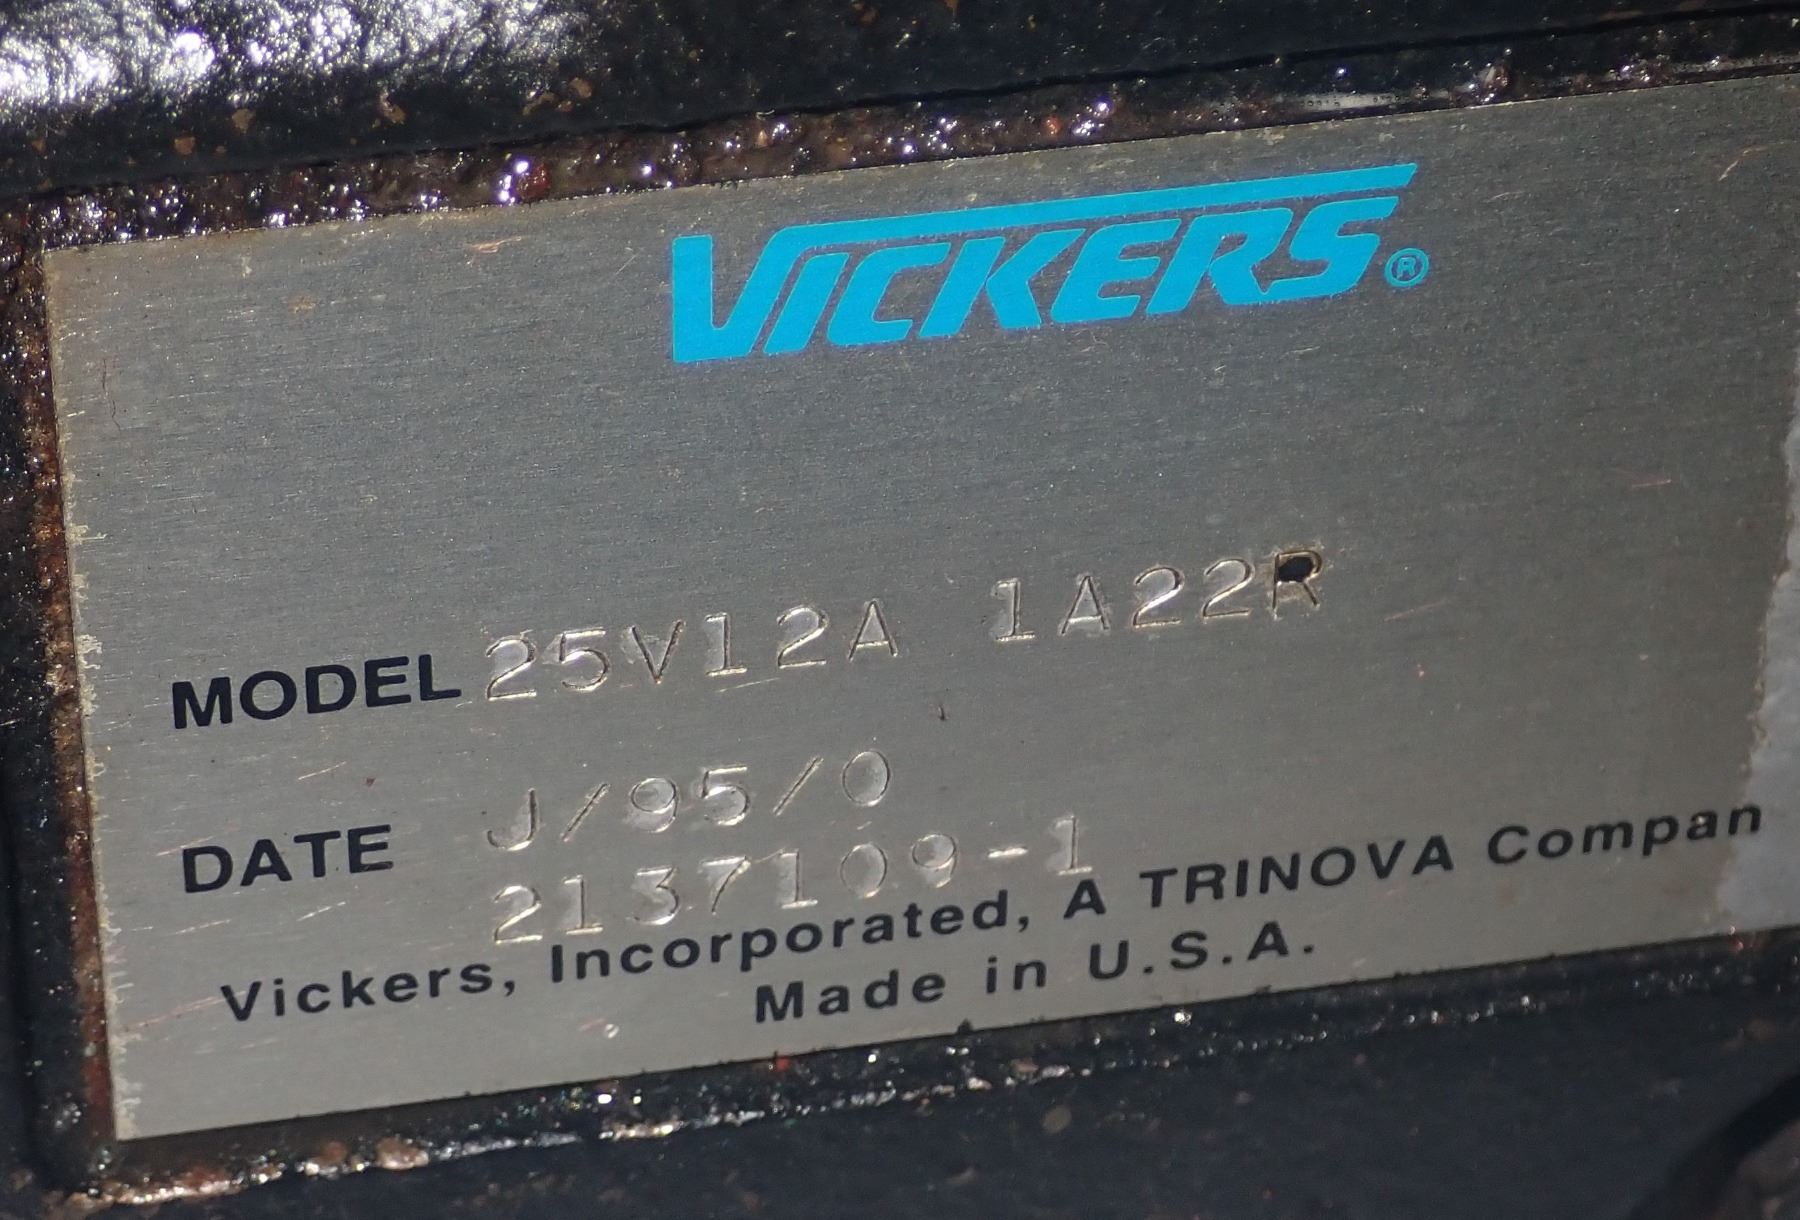 VICKERS®
MODEL 25V12A 1A22R
DATE J/95/0
2137109-1
Vickers, Incorporated, A TRINOVA Compan
Made in U.S.A.